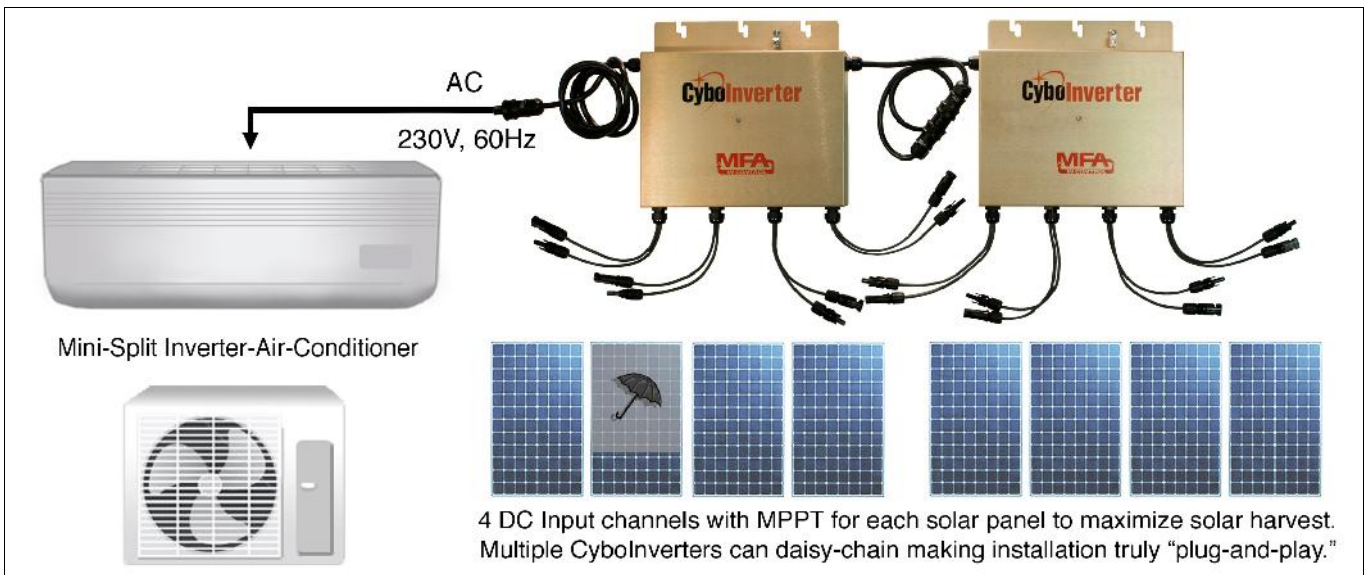 AC
230V, 60Hz
CyboInverter
MFA
CyboInverter
MFA
Mini-Split Inverter-Air-Conditioner
4 DC Input channels with MPPT for each solar panel to maximize solar harvest.
Multiple CyboInverters can daisy-chain making installation truly “plug-and-play.”